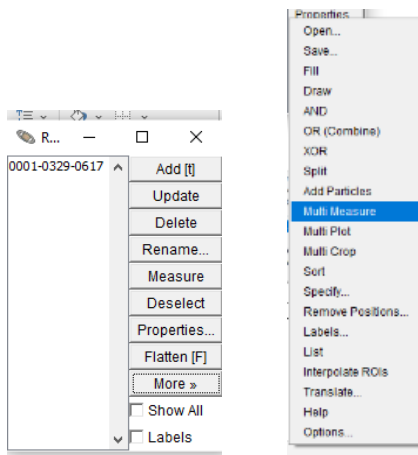 R...
0001-0329-0617
Add [t]
Update
Delete
Rename...
Measure
Deselect
Properties...
Flatten [F]
More »
Show All
Labels
Properties
Open...
Save...
Fill
Draw
AND
OR (Combine)
XOR
Split
Add Particles
Multi Measure
Multi Plot
Multi Crop
Sort
Specify...
Remove Positions...
Labels...
List
Interpolate ROIs
Translate...
Help
Options...